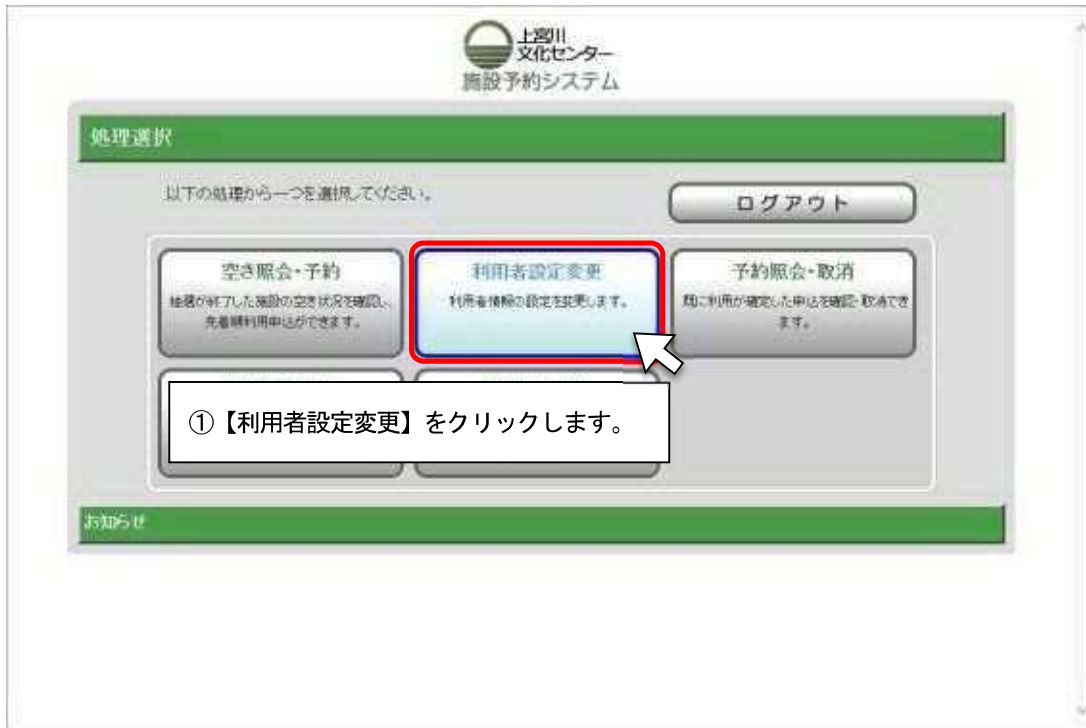 上宮川
文化センター
施設予約システム
処理選択
以下の処理から一つを選択してください。
ログアウト
空き照会・予約
抽選が終了した施設の空き状況を確認し、
先着順利用申込ができます。
利用者設定変更
利用者情報の設定を変更します。
予約照会・取消
既に利用が確定した申込を確認・取消でき
ます。
①【利用者設定変更】をクリックします。
お知らせ